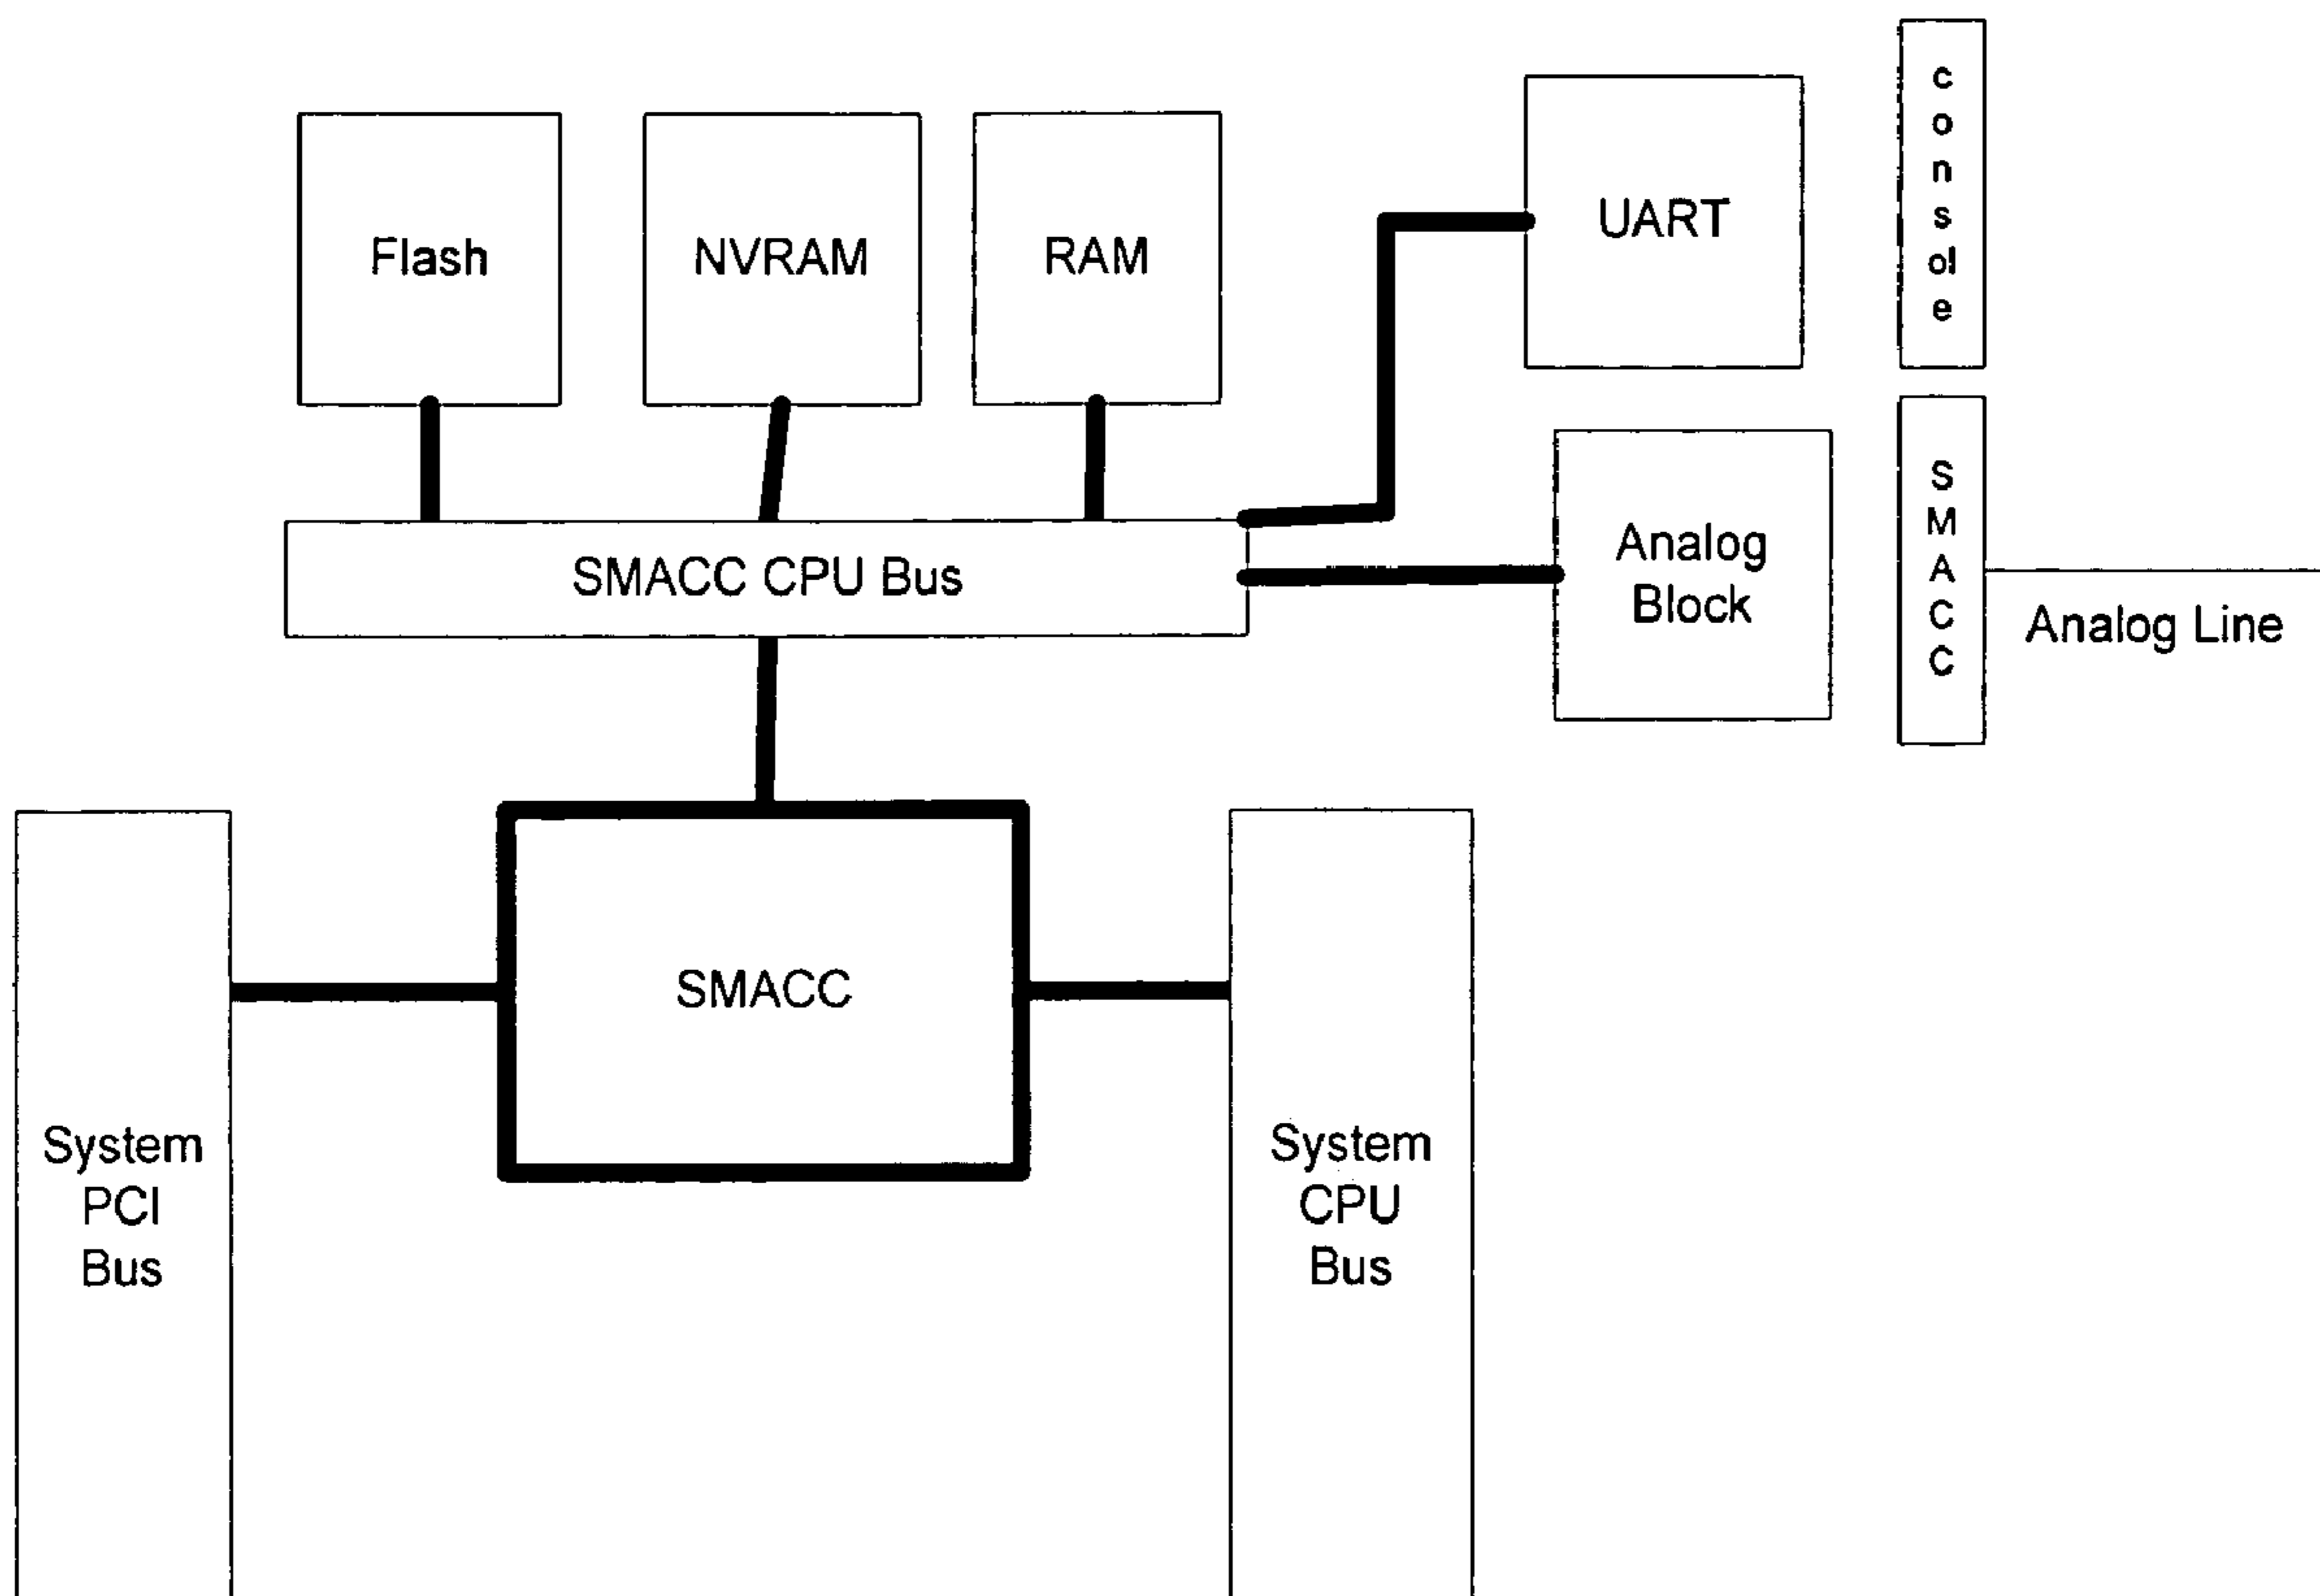 c
o
n
s
ol
e
Flash
NVRAM
RAM
UART
SMACC CPU Bus
Analog
Block
S
M
A
C
C
Analog Line
SMACC
System
PCI
Bus
System
CPU
Bus